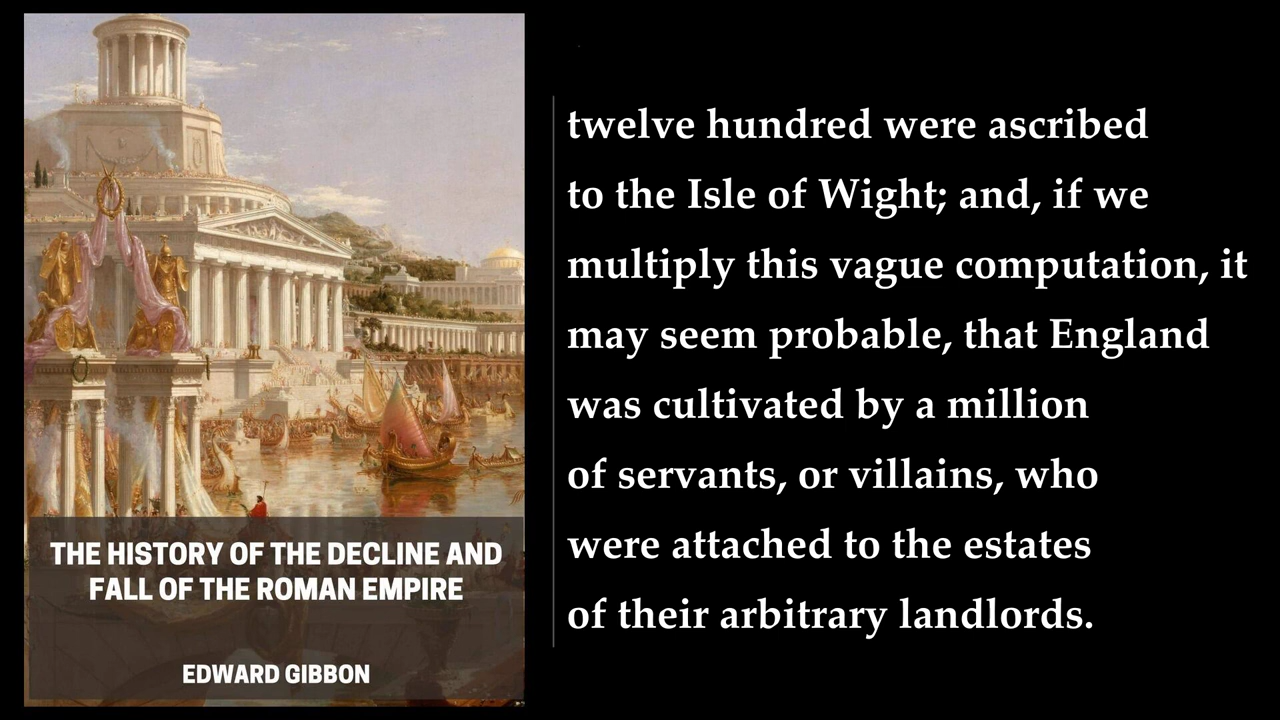 THE HISTORY OF THE DECLINE AND
FALL OF THE ROMAN EMPIRE
EDWARD GIBBON
twelve hundred were ascribed
to the Isle of Wight; and, if we
multiply this vague computation, it
may seem probable, that England
was cultivated by a million
of servants, or villains, who
were attached to the estates
of their arbitrary landlords.